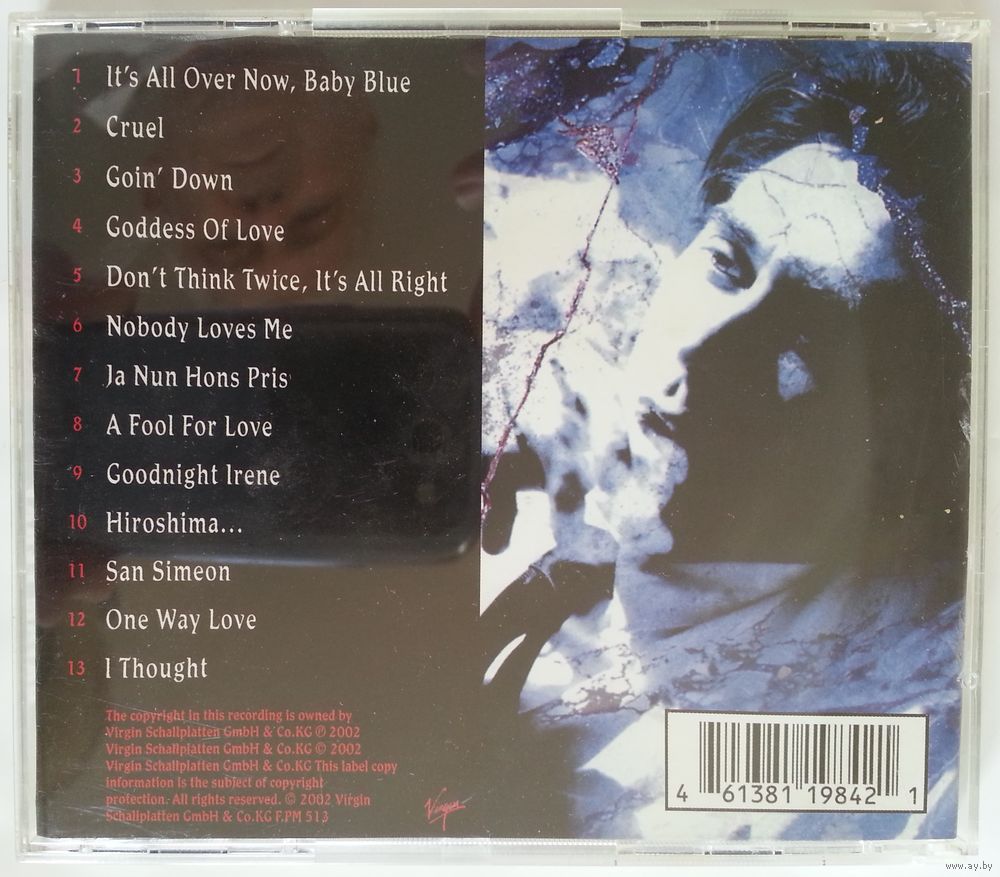 1 It's All Over Now, Baby Blue
2 Cruel
3 Goin' Down
4 Goddess Of Love
5 Don't Think Twice, It's All Right
6 Nobody Loves Me
7 Ja Nun Hons Pris
8 A Fool For Love
9 Goodnight Irene
10 Hiroshima...
11 San Simeon
12 One Way Love
13 I Thought
The copyright in this recording is owned by
Virgin Schallplatten GmbH & Co.KG ℗ 2002
Virgin Schallplatten GmbH & Co.KG © 2002
Virgin Schallplatten GmbH & Co.KG This label copy
information is the subject of copyright
protection. All rights reserved. © 2002 Virgin
Schallplatten GmbH & Co.KG F.PM 513
Virgin
4 61381 19842 1
www.ay.by